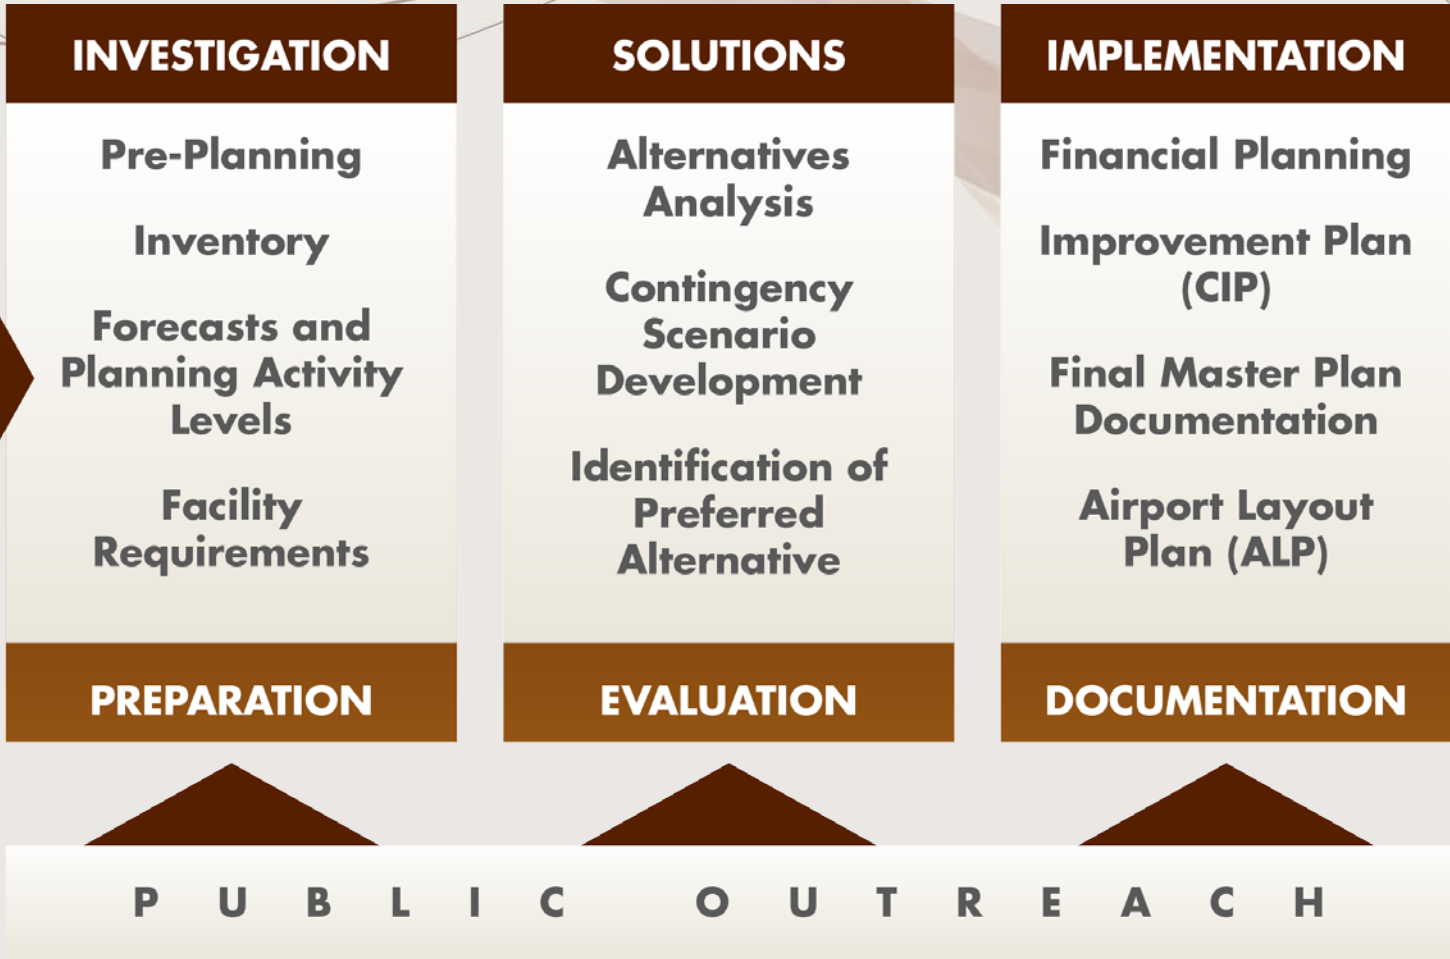 INVESTIGATION
Pre-Planning
Inventory
Forecasts and
Planning Activity
Levels
Facility
Requirements
PREPARATION
SOLUTIONS
Alternatives
Analysis
Contingency
Scenario
Development
Identification of
Preferred
Alternative
EVALUATION
IMPLEMENTATION
Financial Planning
Improvement Plan
(CIP)
Final Master Plan
Documentation
Airport Layout
Plan (ALP)
DOCUMENTATION
PUBLIC OUTREACH